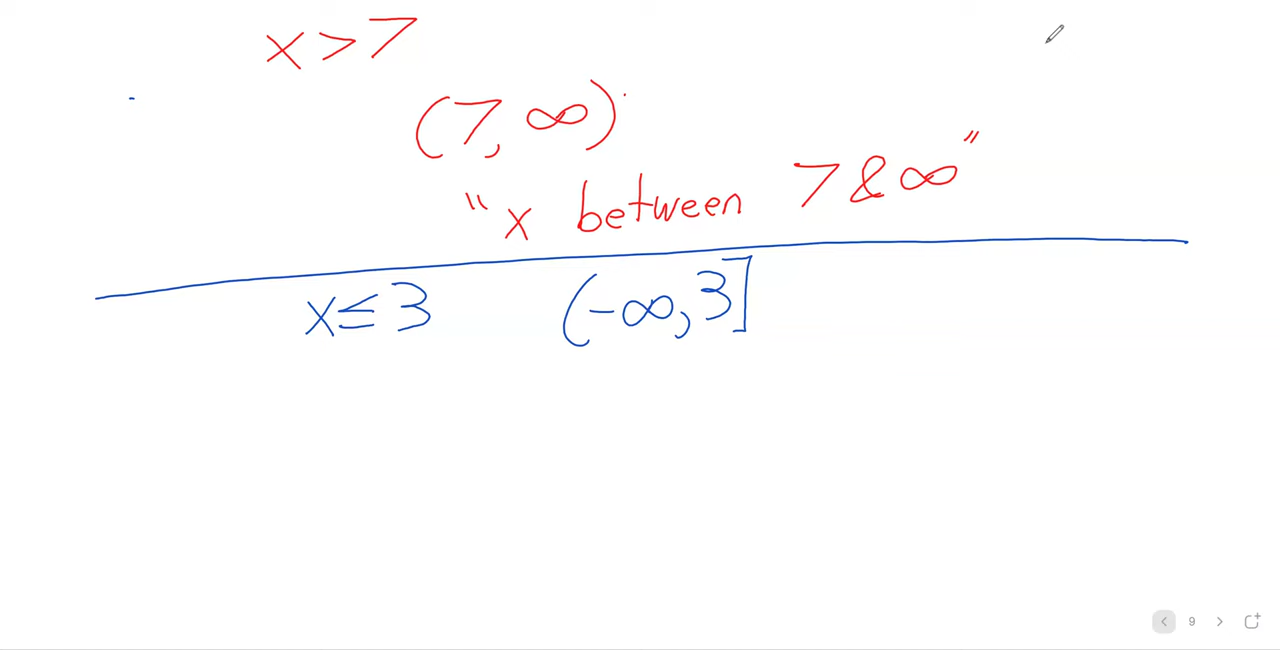 x > 7
(7, ∞)
"x between 7 & ∞"
x ≤ 3 (-∞, 3]
9